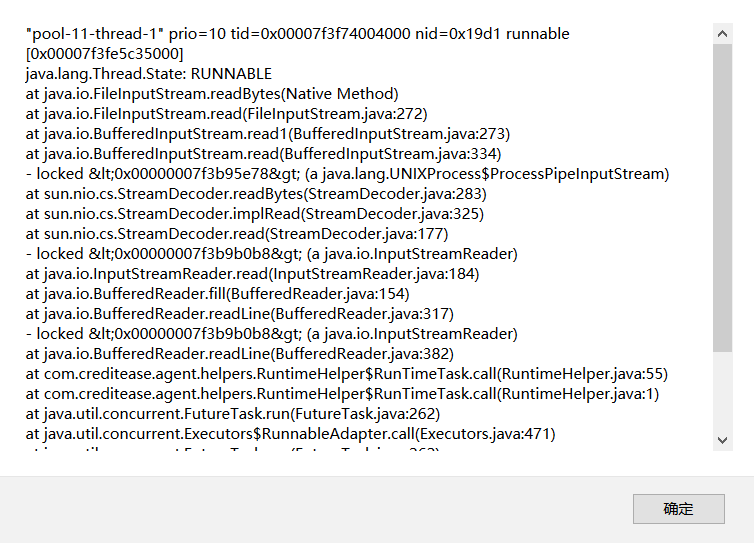 "pool-11-thread-1" prio=10 tid=0x00007f3f74004000 nid=0x19d1 runnable
[0x00007f3fe5c35000]
java.lang.Thread.State: RUNNABLE
at java.io.FileInputStream.readBytes(Native Method)
at java.io.FileInputStream.read(FileInputStream.java:272)
at java.io.BufferedInputStream.read1(BufferedInputStream.java:273)
at java.io.BufferedInputStream.read(BufferedInputStream.java:334)
- locked &lt;0x00000007f3b95e78&gt; (a java.lang.UNIXProcess$ProcessPipeInputStream)
at sun.nio.cs.StreamDecoder.readBytes(StreamDecoder.java:283)
at sun.nio.cs.StreamDecoder.implRead(StreamDecoder.java:325)
at sun.nio.cs.StreamDecoder.read(StreamDecoder.java:177)
- locked &lt;0x00000007f3b9b0b8&gt; (a java.io.InputStreamReader)
at java.io.InputStreamReader.read(InputStreamReader.java:184)
at java.io.BufferedReader.fill(BufferedReader.java:154)
at java.io.BufferedReader.readLine(BufferedReader.java:317)
- locked &lt;0x00000007f3b9b0b8&gt; (a java.io.InputStreamReader)
at java.io.BufferedReader.readLine(BufferedReader.java:382)
at com.creditease.agent.helpers.RuntimeHelper$RunTimeTask.call(RuntimeHelper.java:55)
at com.creditease.agent.helpers.RuntimeHelper$RunTimeTask.call(RuntimeHelper.java:1)
at java.util.concurrent.FutureTask.run(FutureTask.java:262)
at java.util.concurrent.Executors$RunnableAdapter.call(Executors.java:471)
确定